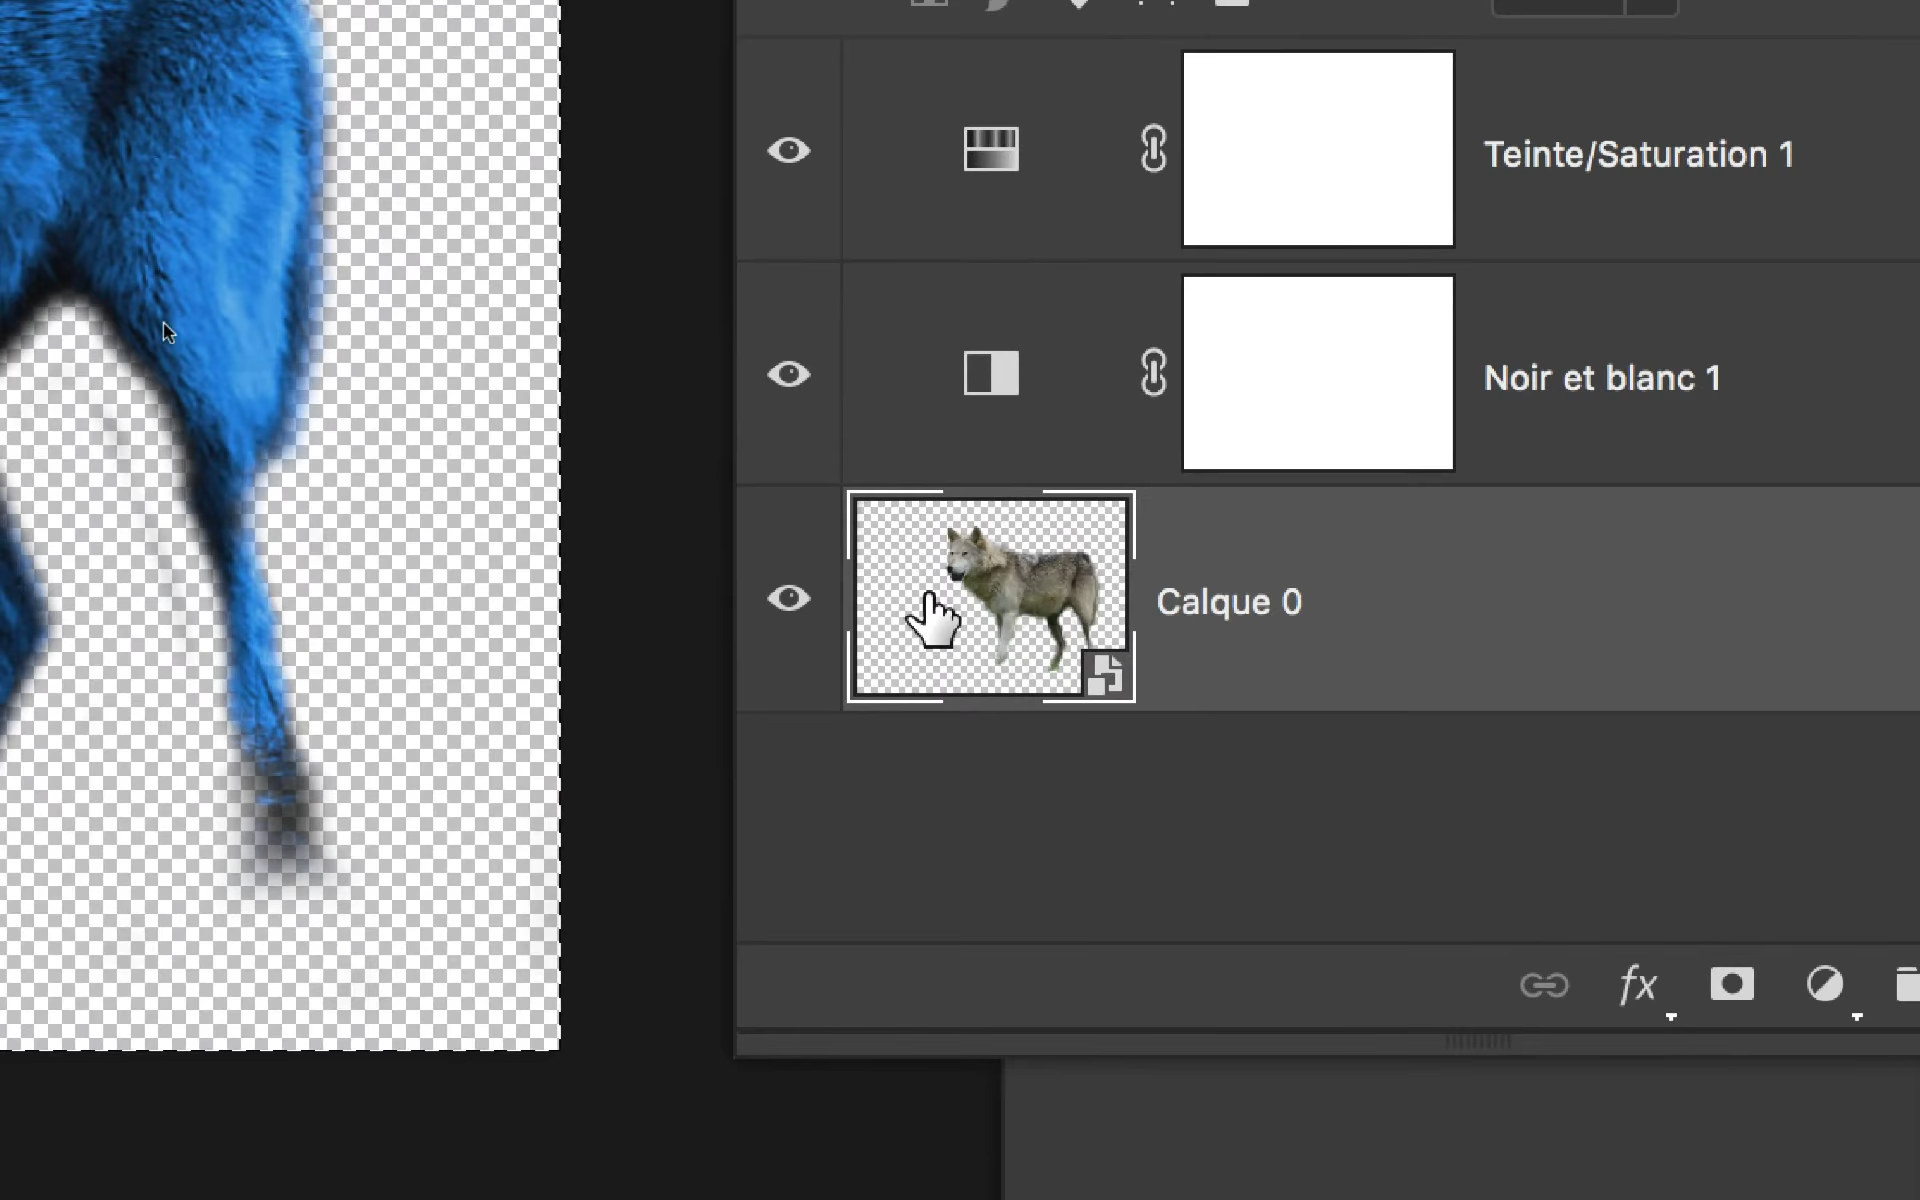 Teinte/Saturation 1
Noir et blanc 1
Calque 0
fx